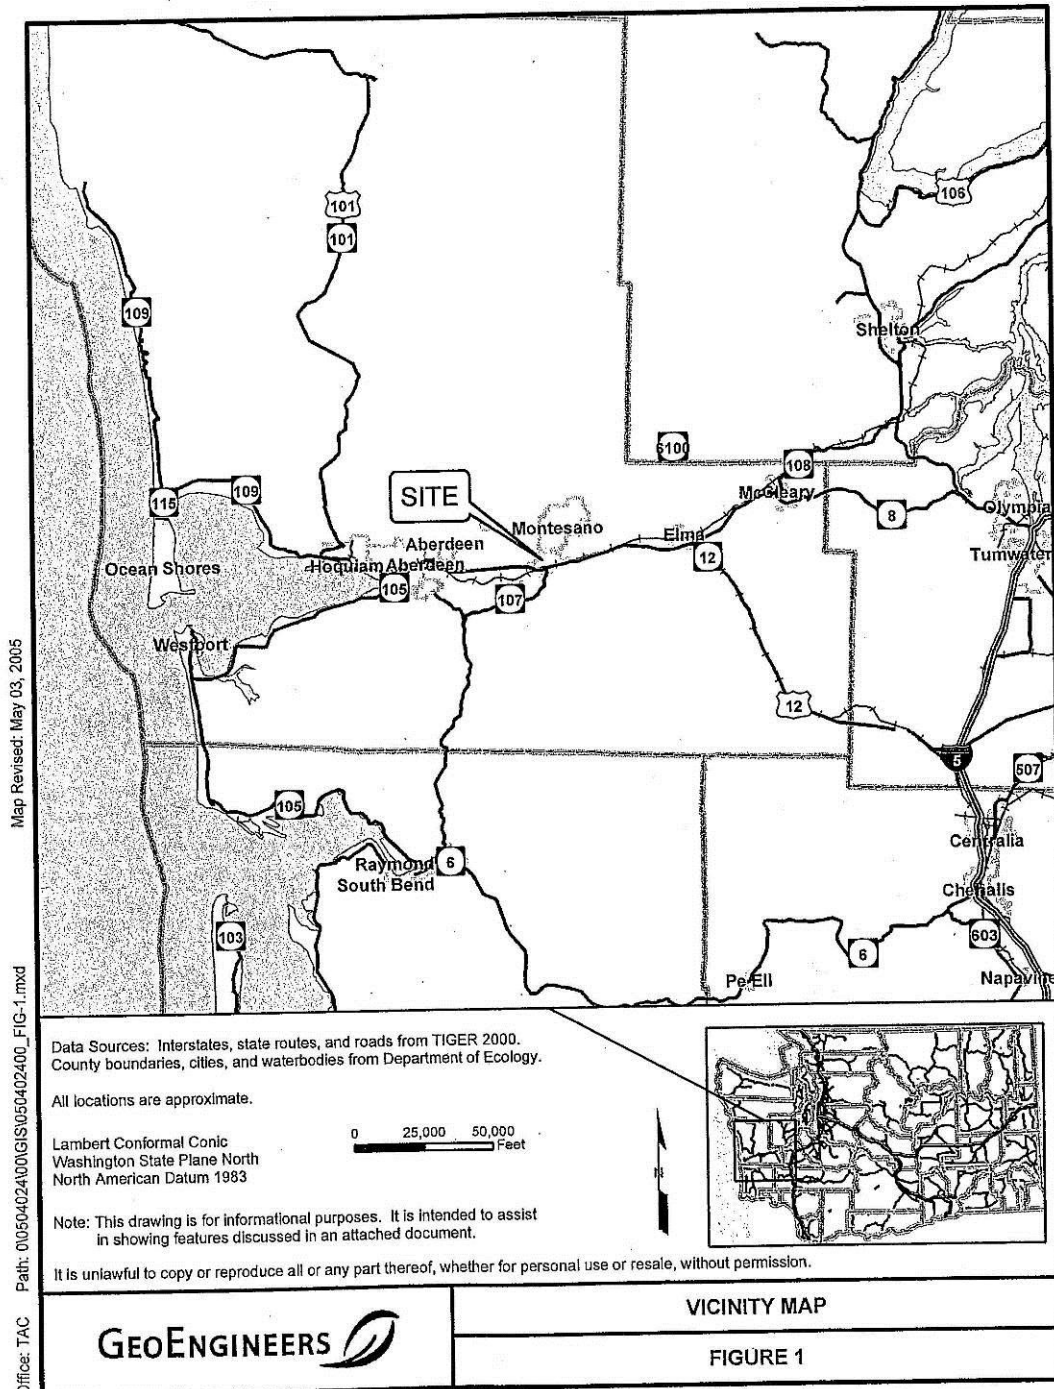 101
101
106
109
Shelton
6100
108
McCleary
109
115
8
Olympia
SITE
Montesano
Elma
Aberdeen
12
Tumwater
Ocean Shores
Hoquiam Aberdeen
105
107
Westport
12
5
507
105
Centralia
Raymond
6
South Bend
Chehalis
103
603
6
Pe Ell
Napavine
Data Sources: Interstates, state routes, and roads from TIGER 2000.
County boundaries, cities, and waterbodies from Department of Ecology.
All locations are approximate.
Lambert Conformal Conic
Washington State Plane North
North American Datum 1983
0 25,000 50,000
Feet
N
Note: This drawing is for informational purposes. It is intended to assist
in showing features discussed in an attached document.
It is unlawful to copy or reproduce all or any part thereof, whether for personal use or resale, without permission.
GEOENGINEERS
VICINITY MAP
FIGURE 1
Map Revised: May 03, 2005
Path: 0\0504024\00\GIS\050402400_FIG-1.mxd
Office: TAC